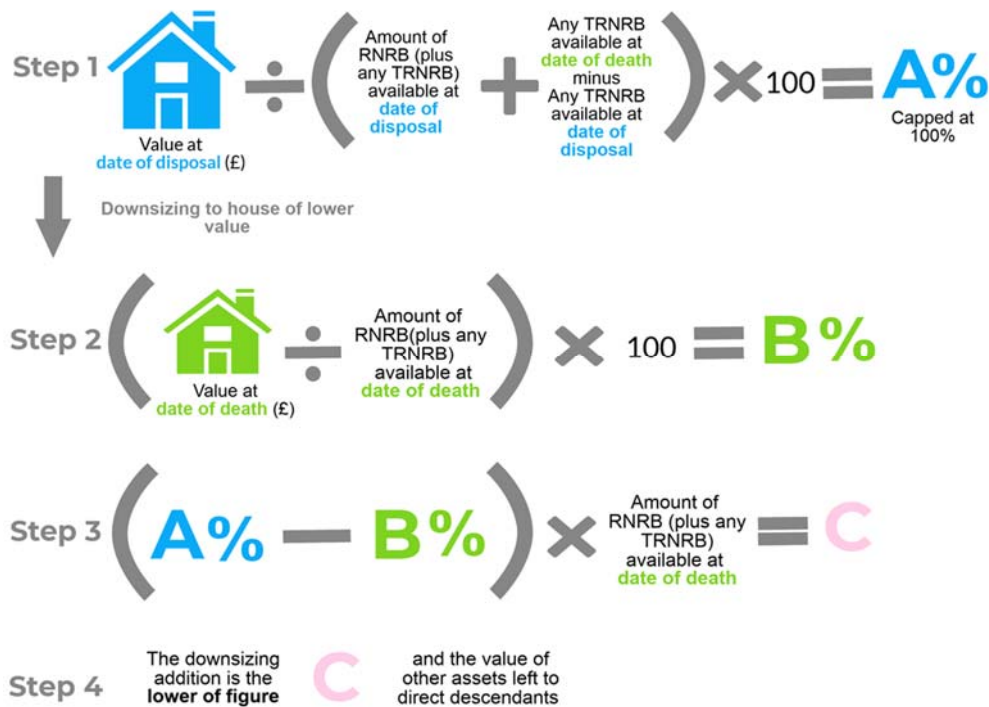 Step 1
Value at
date of disposal (£)
÷
(
Amount of
RNRB (plus
any TRNRB)
available at
date of
disposal
+
Any TRNRB
available at
date of death
minus
Any TRNRB
available at
date of
disposal
)
× 100 = A%
Capped at
100%
Downsizing to house of lower
value
Step 2
(
Value at
date of death (£)
÷
Amount of
RNRB(plus any
TRNRB)
available at
date of death
)
× 100 = B%
Step 3
( A% — B% ) ×
Amount of
RNRB (plus any
TRNRB)
available at
date of death
= C
Step 4
The downsizing
addition is the
lower of figure
C
and the value of
other assets left to
direct descendants